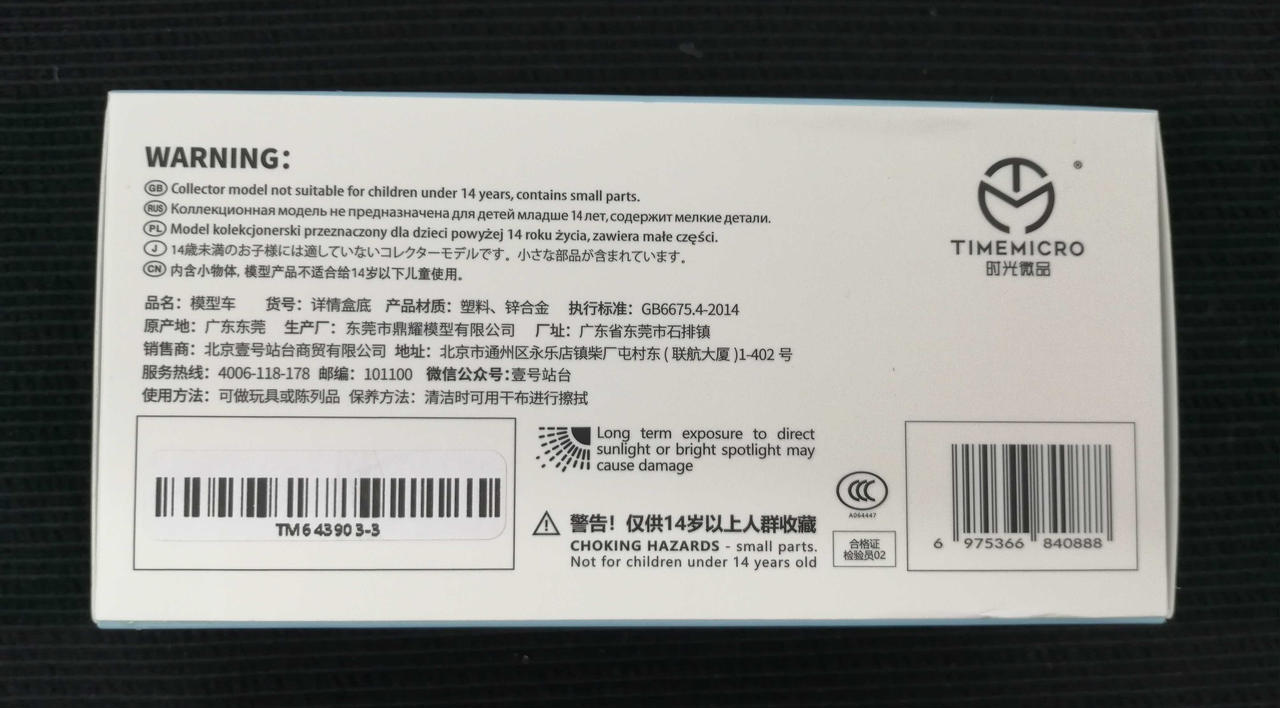 WARNING:
GB Collector model not suitable for children under 14 years, contains small parts.
RUS Коллекционная модель не предназначена для детей младше 14 лет, содержит мелкие детали.
PL Model kolekcjonerski przeznaczony dla dzieci powyżej 14 roku życia, zawiera małe części.
J 14歳未満のお子様には適していないコレクターモデルです。小さな部品が含まれています。
CN 内含小物体, 模型产品不适合给14岁以下儿童使用。
TIMEMICRO ®
时光微品
品名：模型车 货号：详情盒底 产品材质：塑料、锌合金 执行标准：GB6675.4-2014
原产地：广东东莞 生产厂：东莞市鼎耀模型有限公司 厂址：广东省东莞市石排镇
销售商：北京壹号站台商贸有限公司 地址：北京市通州区永乐店镇柴厂屯村东 ( 联航大厦 )1-402 号
服务热线：4006-118-178 邮编：101100 微信公众号：壹号站台
使用方法：可做玩具或陈列品 保养方法：清洁时可用干布进行擦拭
TM643903-3
Long term exposure to direct
sunlight or bright spotlight may
cause damage
警告！仅供14岁以上人群收藏
CHOKING HAZARDS - small parts.
Not for children under 14 years old
CCC
A064447
合格证
检验员02
6 975366 840888